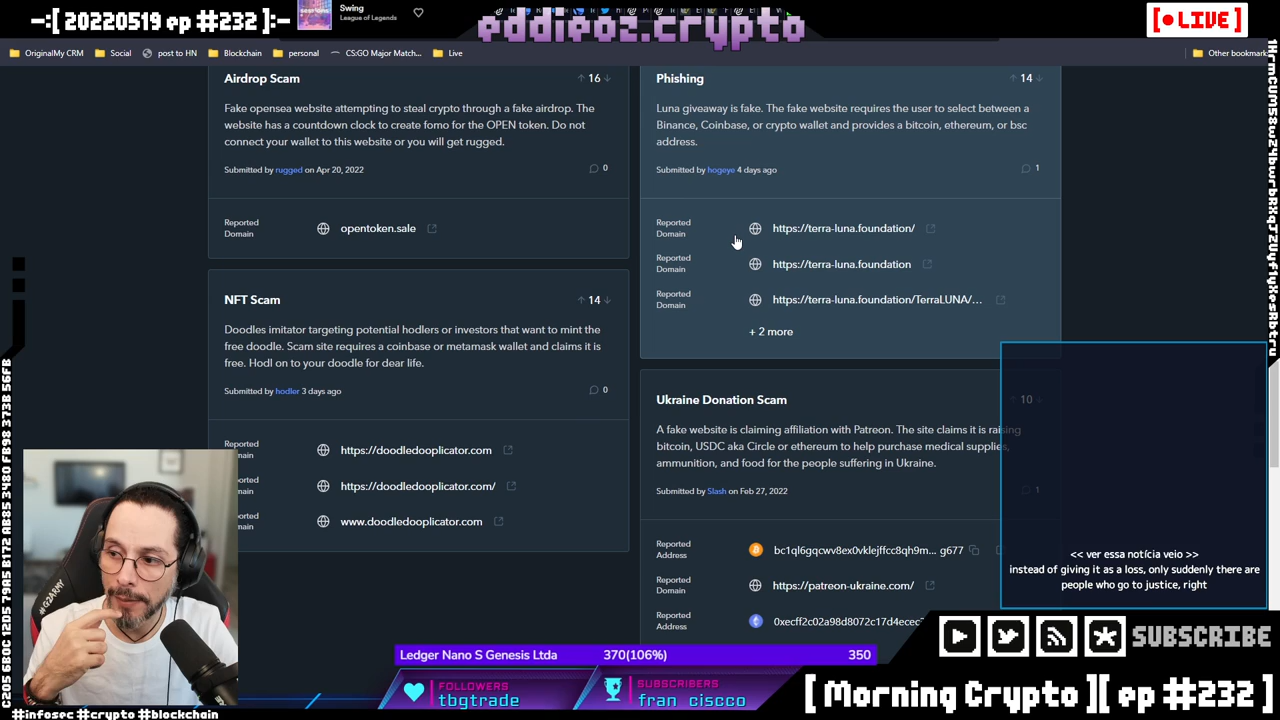 —:[ 20220519 ep #232 ]:—
Swing
League of Legends
eddieoz.crypto
[• LIVE ]
OriginalMy CRM
Social
post to HN
Blockchain
personal
CS:GO Major Match...
Live
Other bookmark
Airdrop Scam
16
Fake opensea website attempting to steal crypto through a fake airdrop. The
website has a countdown clock to create fomo for the OPEN token. Do not
connect your wallet to this website or you will get rugged.
Submitted by rugged on Apr 20, 2022
0
Reported
Domain
opentoken.sale
NFT Scam
14
Doodles imitator targeting potential hodlers or investors that want to mint the
free doodle. Scam site requires a coinbase or metamask wallet and claims it is
free. Hodl on to your doodle for dear life.
Submitted by hodler 3 days ago
0
Reported
Domain
https://doodledooplicator.com
https://doodledooplicator.com/
www.doodledooplicator.com
Phishing
14
Luna giveaway is fake. The fake website requires the user to select between a
Binance, Coinbase, or crypto wallet and provides a bitcoin, ethereum, or bsc
address.
Submitted by hogeye 4 days ago
1
Reported
Domain
https://terra-luna.foundation/
Reported
Domain
https://terra-luna.foundation
Reported
Domain
https://terra-luna.foundation/TerraLUNA/...
+ 2 more
Ukraine Donation Scam
10
A fake website is claiming affiliation with Patreon. The site claims it is raising
bitcoin, USDC aka Circle or ethereum to help purchase medical supplies,
ammunition, and food for the people suffering in Ukraine.
Submitted by Slash on Feb 27, 2022
1
Reported
Address
bc1ql6gqcwv8ex0vklejffcc8qh9m... g677
Reported
Domain
https://patreon-ukraine.com/
Reported
Address
<< ver essa notícia veio >>
instead of giving it as a loss, only suddenly there are
people who go to justice, right
SUBSCRIBE
Ledger Nano S Genesis Ltda
370(106%)
350
FOLLOWERS
tbgtrade
SUBSCRIBERS
fran_ciscco
[ Morning Crypto ][ ep #232 ]
#infosec #crypto #blockchain